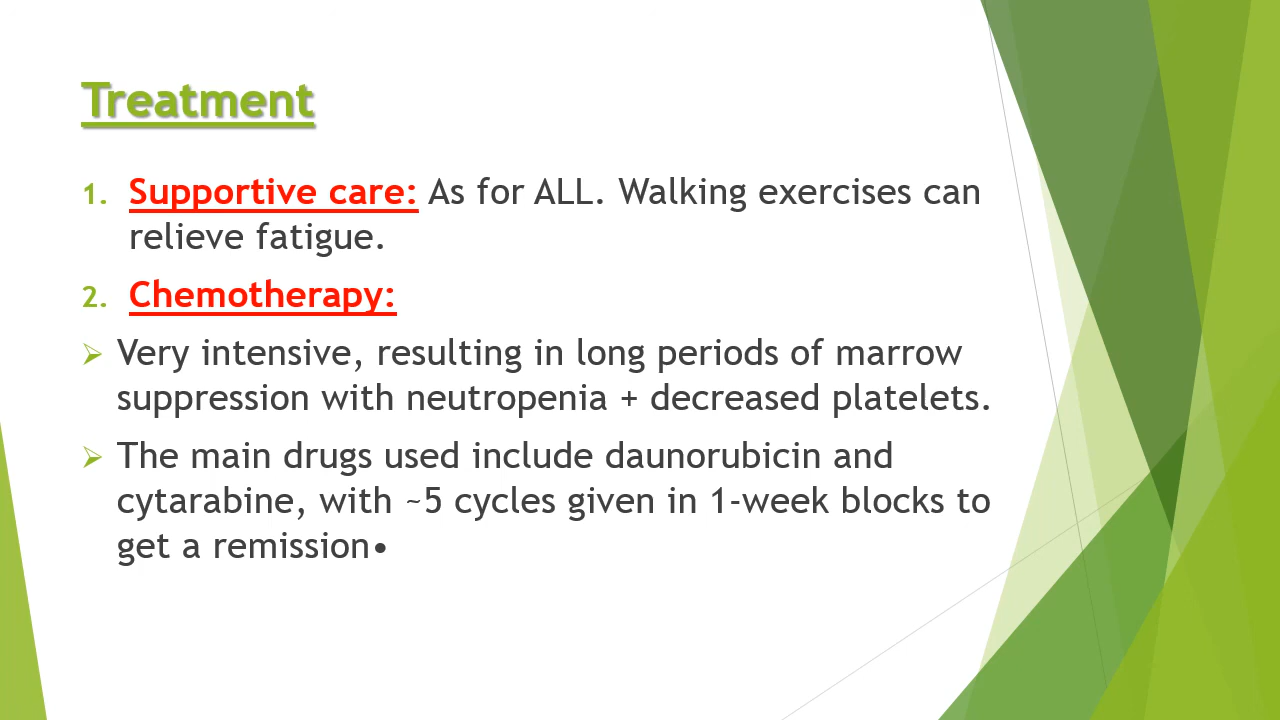 Treatment
1. Supportive care: As for ALL. Walking exercises can
relieve fatigue.
2. Chemotherapy:
➢ Very intensive, resulting in long periods of marrow
suppression with neutropenia + decreased platelets.
➢ The main drugs used include daunorubicin and
cytarabine, with ~5 cycles given in 1-week blocks to
get a remission•